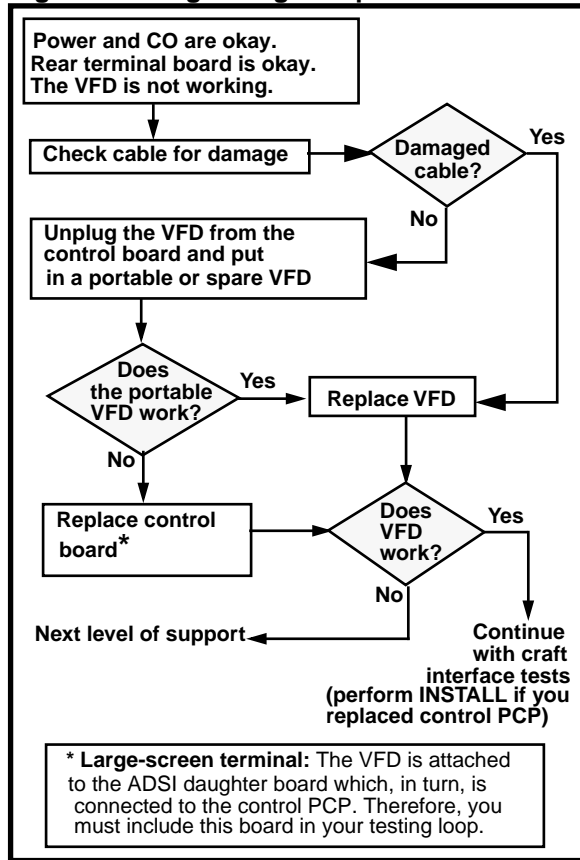 Power and CO are okay.
Rear terminal board is okay.
The VFD is not working.
Check cable for damage
Damaged
cable?
Yes
No
Unplug the VFD from the
control board and put
in a portable or spare VFD
Does
the portable
VFD work?
Yes
Replace VFD
No
Replace control
board*
Does
VFD
work?
Yes
No
Next level of support
Continue
with craft
interface tests
(perform INSTALL if you
replaced control PCP)
* Large-screen terminal: The VFD is attached
to the ADSI daughter board which, in turn, is
connected to the control PCP. Therefore, you
must include this board in your testing loop.